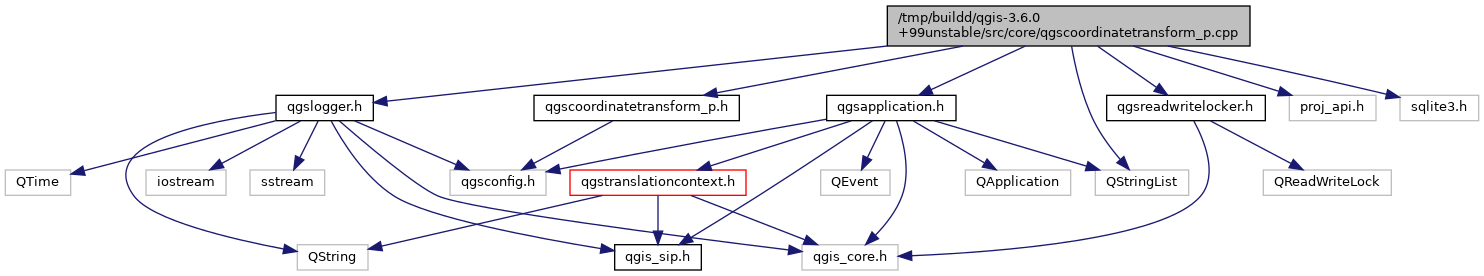 /tmp/buildd/qgis-3.6.0
+99unstable/src/core/qgscoordinatetransform_p.cpp
qgslogger.h
qgscoordinatetransform_p.h
qgsapplication.h
qgsreadwritelocker.h
proj_api.h
sqlite3.h
QTime
iostream
sstream
qgsconfig.h
qgstranslationcontext.h
QEvent
QApplication
QStringList
QReadWriteLock
QString
qgis_sip.h
qgis_core.h